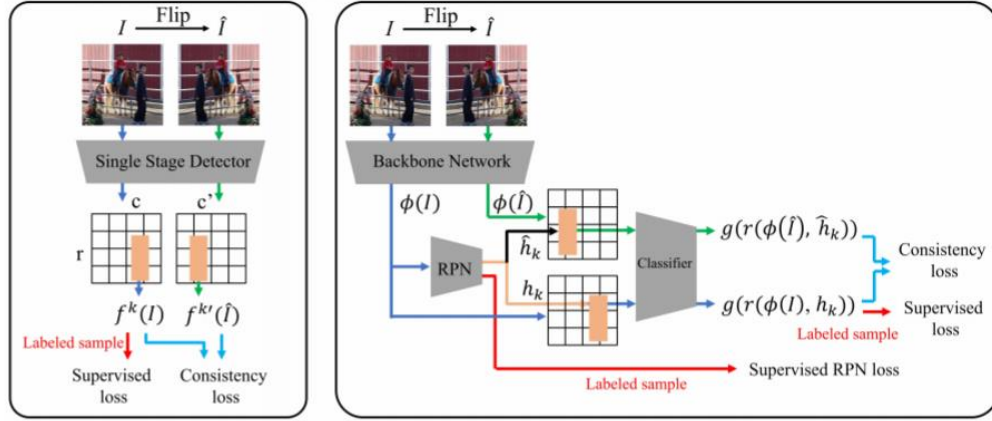 Flip
I Î
Single Stage Detector
c c'
r
f^k(I) f^k′(Î)
Labeled sample
Supervised loss
Consistency loss
Flip
I Î
Backbone Network
ϕ(I) ϕ(Î)
RPN
ĥ_k
h_k
Classifier
g(r(ϕ(Î), ĥ_k))
g(r(ϕ(I), h_k))
Consistency loss
Labeled sample
Supervised loss
Labeled sample
Supervised RPN loss